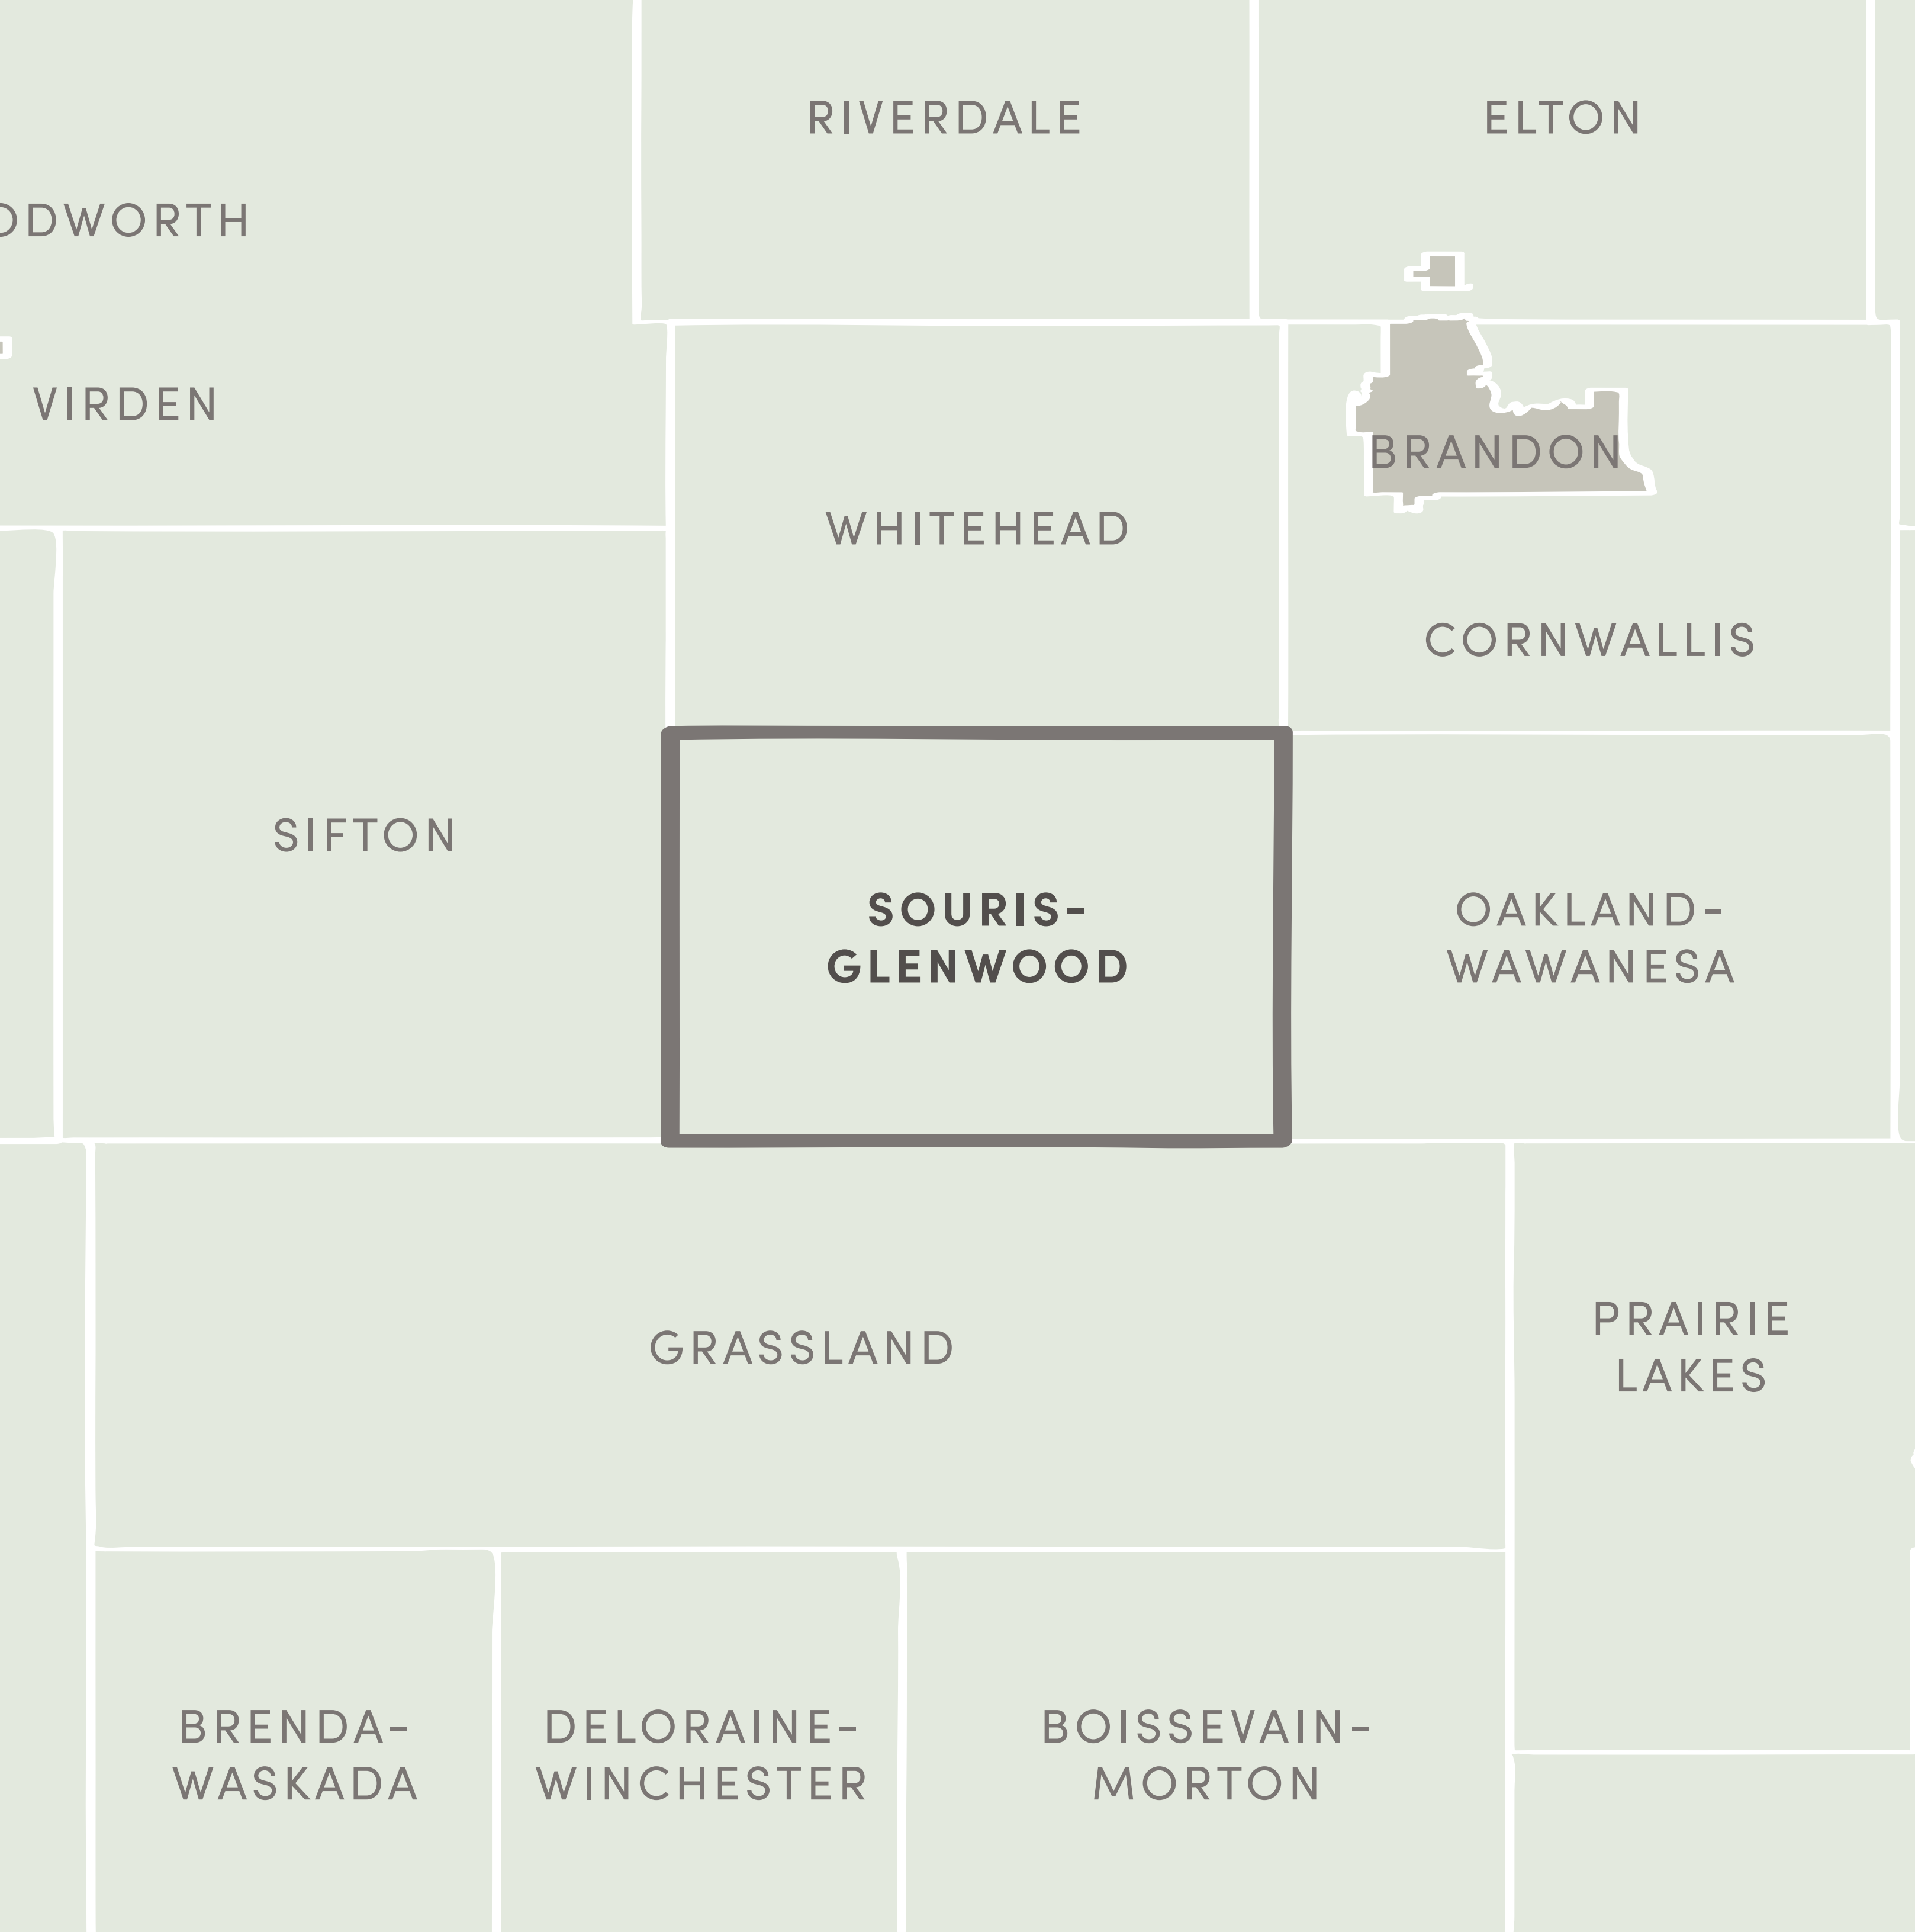 RIVERDALE
ELTON
ODWORTH
VIRDEN
BRANDON
WHITEHEAD
CORNWALLIS
SIFTON
SOURIS-
GLENWOOD
OAKLAND-
WAWANESA
GRASSLAND
PRAIRIE
LAKES
BRENDA-
WASKADA
DELORAINE-
WINCHESTER
BOISSEVAIN-
MORTON